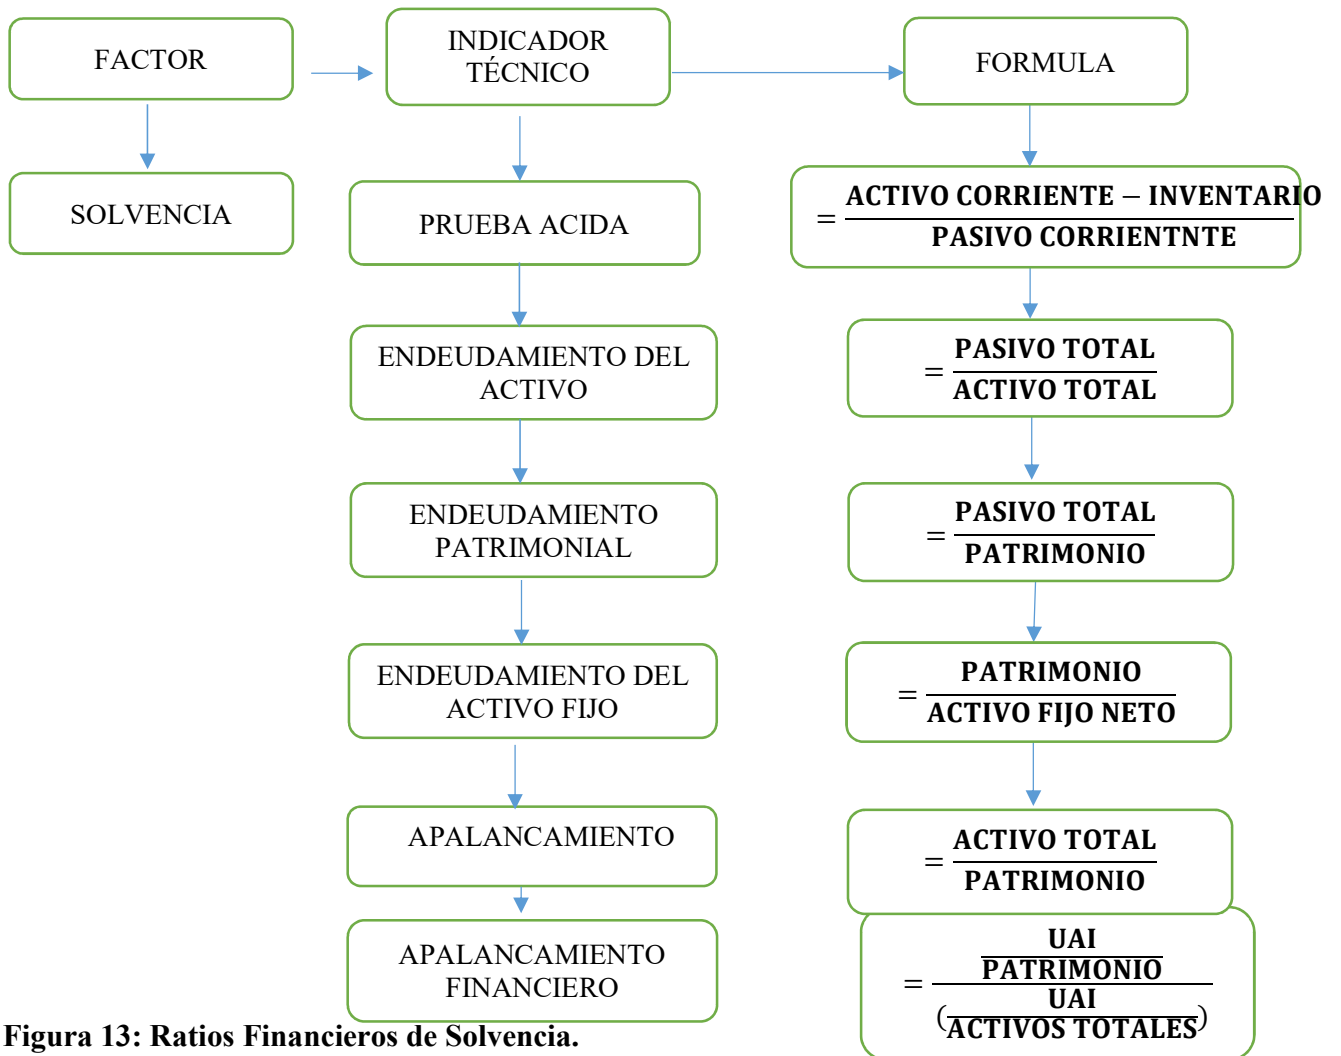 FACTOR
INDICADOR
TÉCNICO
FORMULA
SOLVENCIA
PRUEBA ACIDA
= ACTIVO CORRIENTE − INVENTARIO
PASIVO CORRIENTNTE
ENDEUDAMIENTO DEL
ACTIVO
= PASIVO TOTAL
ACTIVO TOTAL
ENDEUDAMIENTO
PATRIMONIAL
= PASIVO TOTAL
PATRIMONIO
ENDEUDAMIENTO DEL
ACTIVO FIJO
= PATRIMONIO
ACTIVO FIJO NETO
APALANCAMIENTO
= ACTIVO TOTAL
PATRIMONIO
APALANCAMIENTO
FINANCIERO
= UAI
PATRIMONIO
( UAI
ACTIVOS TOTALES)
Figura 13: Ratios Financieros de Solvencia.